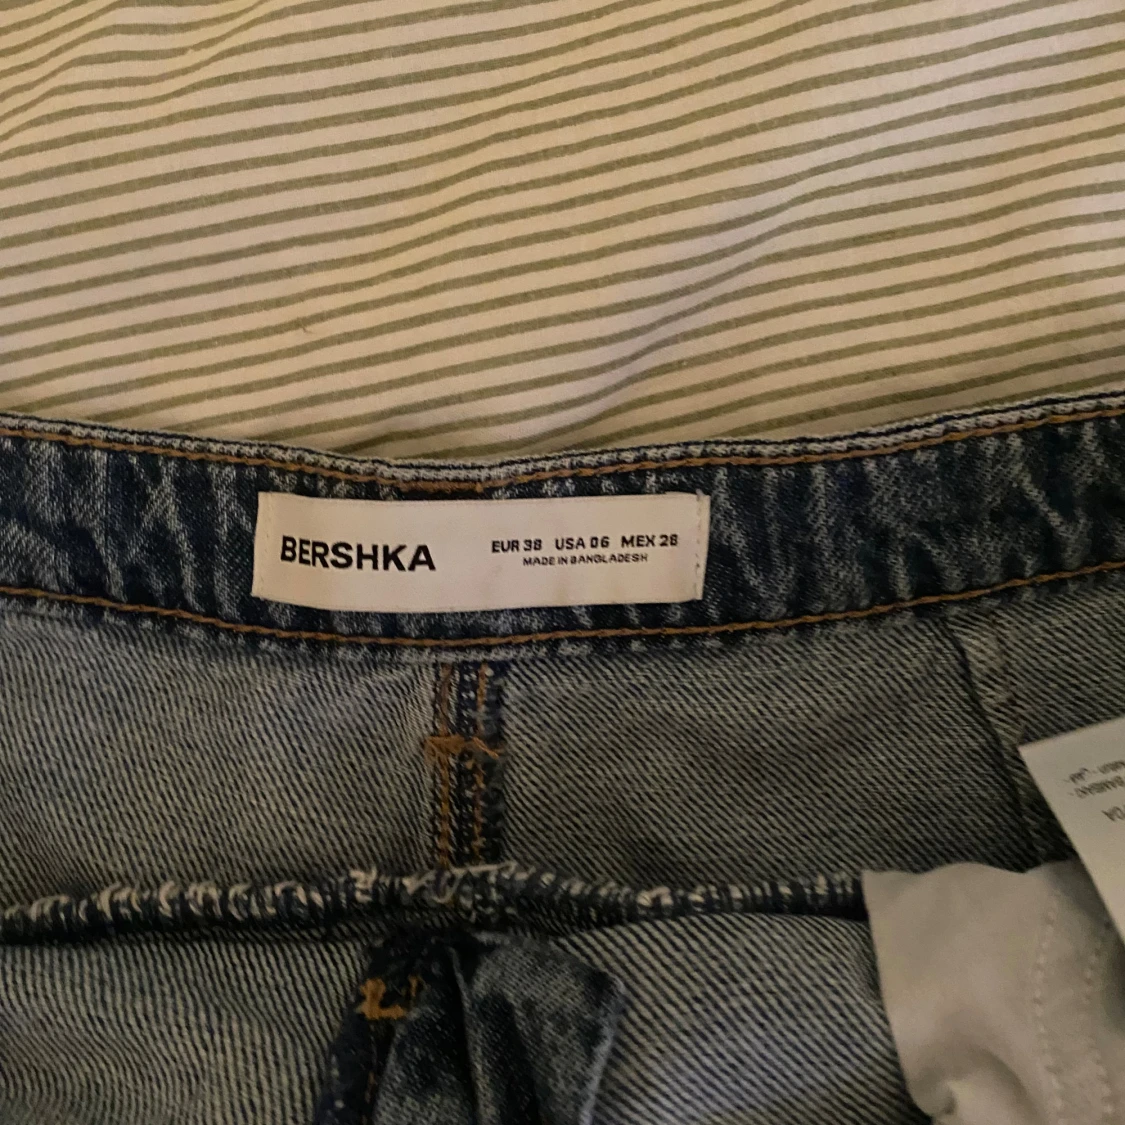 BERSHKA
EUR 38 USA 06 MEX 28
MADE IN BANGLADESH